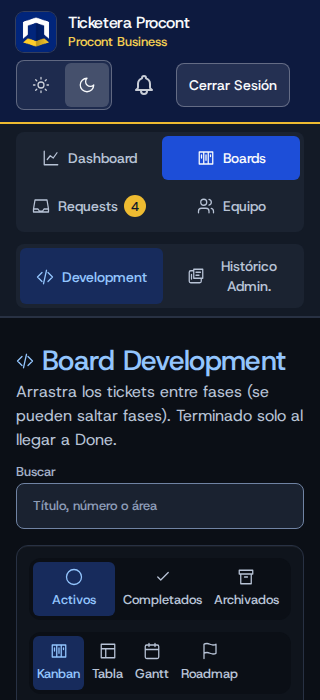 Ticketera Procont
Procont Business
Cerrar Sesión
Dashboard
Boards
Requests 4
Equipo
Development
Histórico
Admin.
Board Development
Arrastra los tickets entre fases (se
pueden saltar fases). Terminado solo al
llegar a Done.
Buscar
Título, número o área
Activos
Completados
Archivados
Kanban
Tabla
Gantt
Roadmap